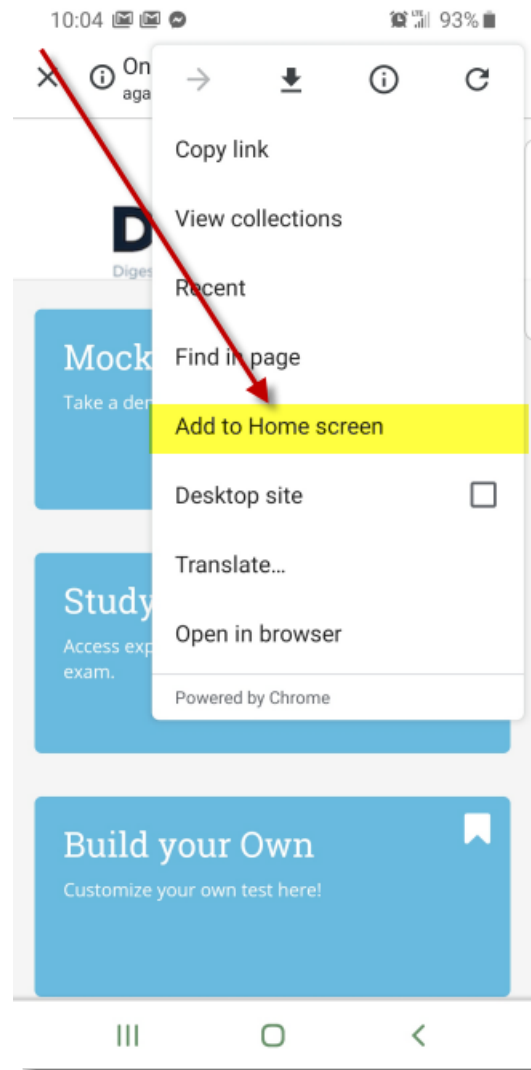 10:04
93%
On
aga
Copy link
View collections
Recent
Find in page
Add to Home screen
Desktop site
Translate...
Open in browser
Powered by Chrome
D
Diges
Mock
Take a der
Study
Access exp
exam.
Build your Own
Customize your own test here!